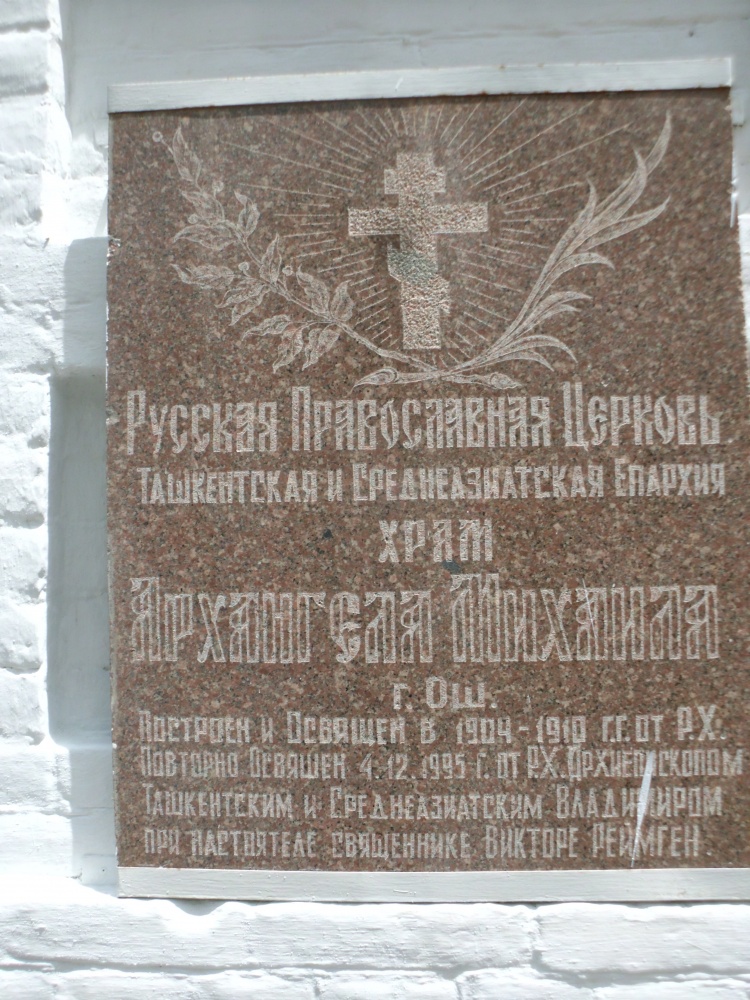 Русская Православная Церковь
Ташкентская и Среднеазиатская Епархия
ХРАМ
Архангела Михаила
г. Ош.
Построен и Освящен в 1904-1910 г.г. от Р.Х.
Повторно Освящен 4.12.1995 г. от Р.Х. Архиепископом
Ташкентским и Среднеазиатским Владимиром
при настоятеле священнике Викторе Реймген.